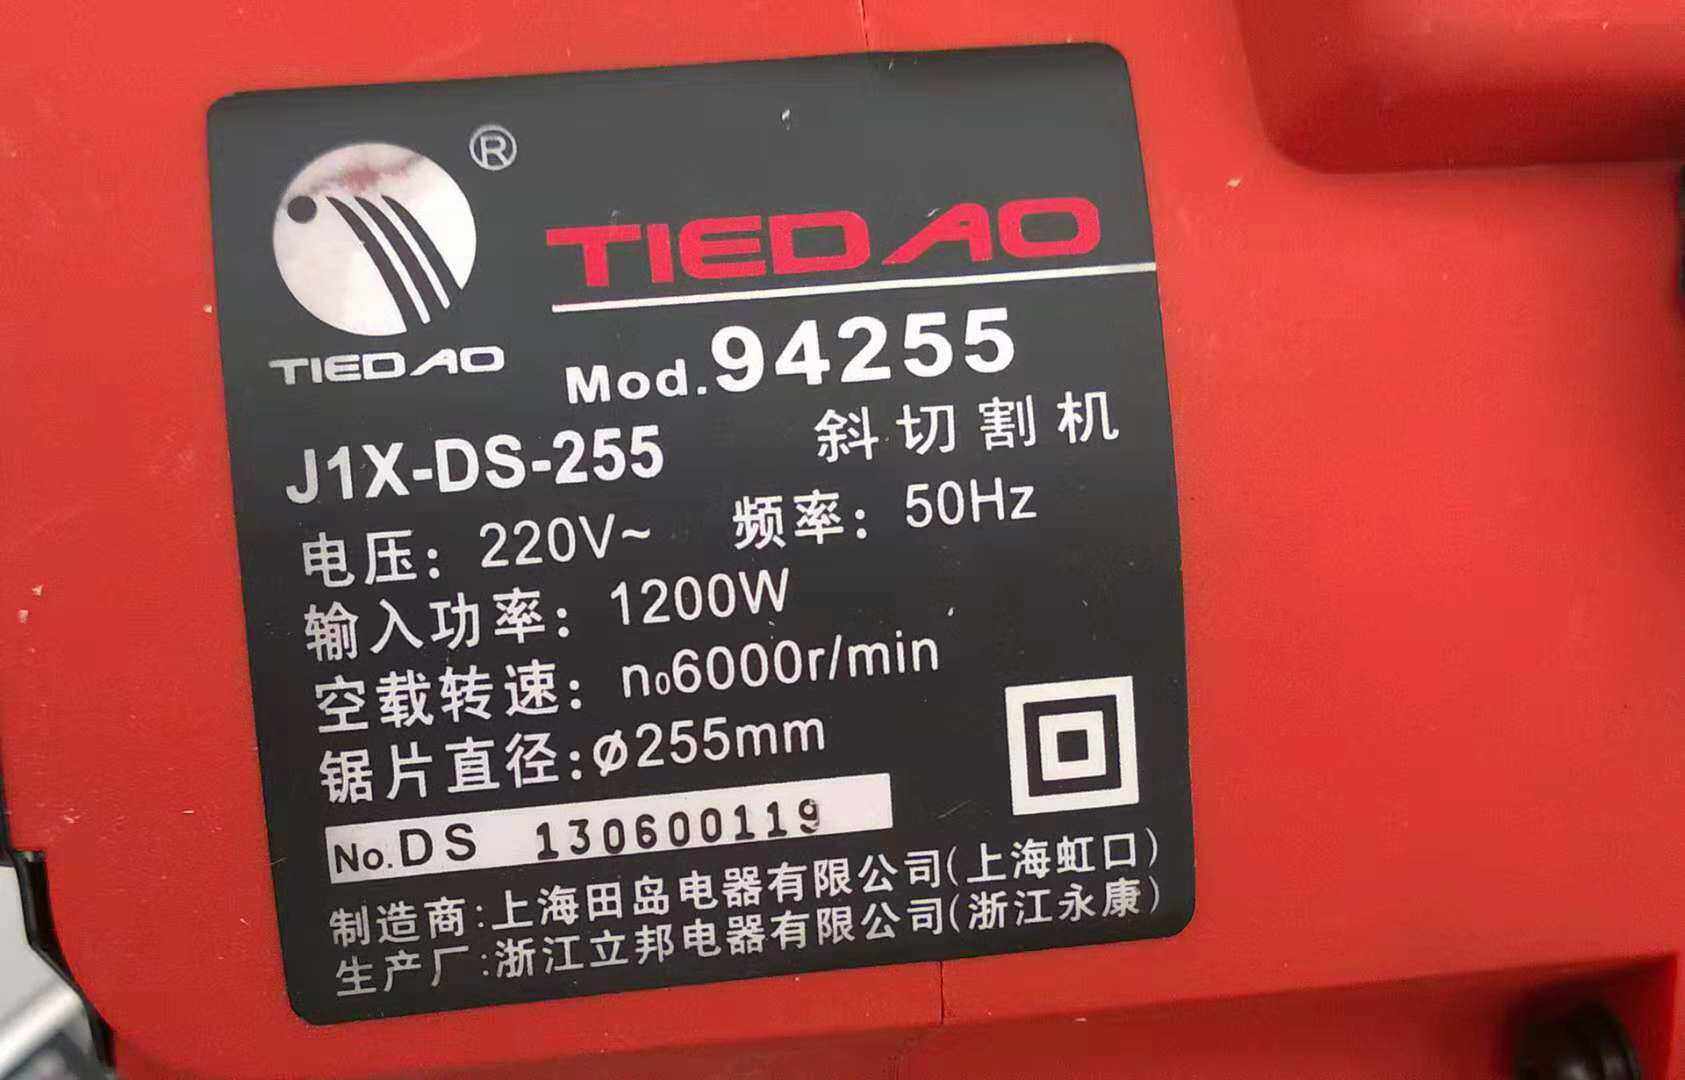 ®
TIEDAO
TIEDAO
Mod.94255
J1X-DS-255 斜切割机
电压: 220V~ 频率: 50Hz
输入功率: 1200W
空载转速: n₀6000r/min
锯片直径:ø255mm
No.DS 130600119
制造商:上海田岛电器有限公司(上海虹口)
生产厂:浙江立邦电器有限公司(浙江永康)